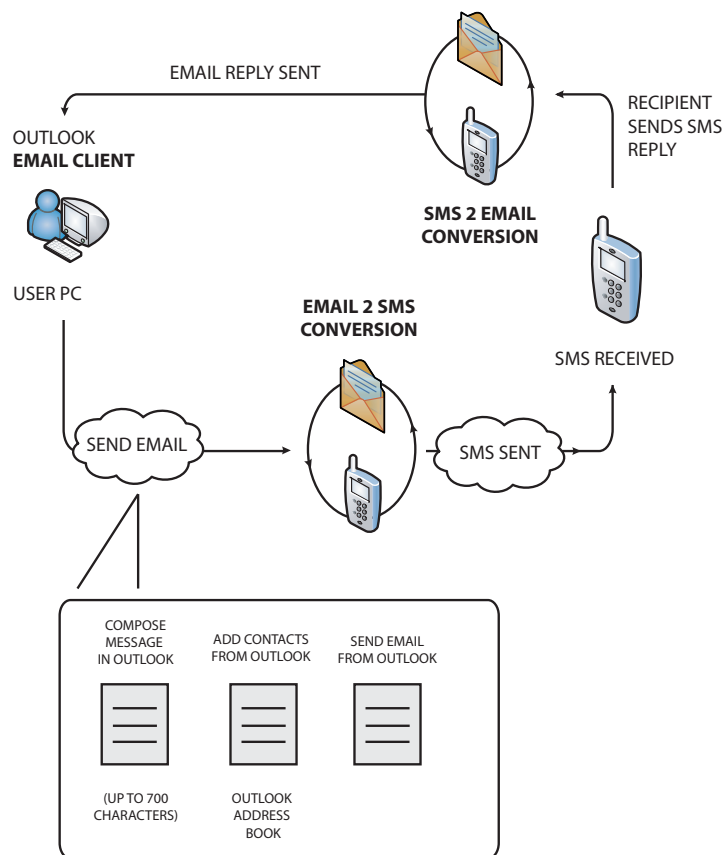 EMAIL REPLY SENT
RECIPIENT
SENDS SMS
REPLY
OUTLOOK
EMAIL CLIENT
SMS 2 EMAIL
CONVERSION
USER PC
EMAIL 2 SMS
CONVERSION
SMS RECEIVED
SEND EMAIL
SMS SENT
COMPOSE
MESSAGE
IN OUTLOOK
ADD CONTACTS
FROM OUTLOOK
SEND EMAIL
FROM OUTLOOK
(UP TO 700
CHARACTERS)
OUTLOOK
ADDRESS
BOOK